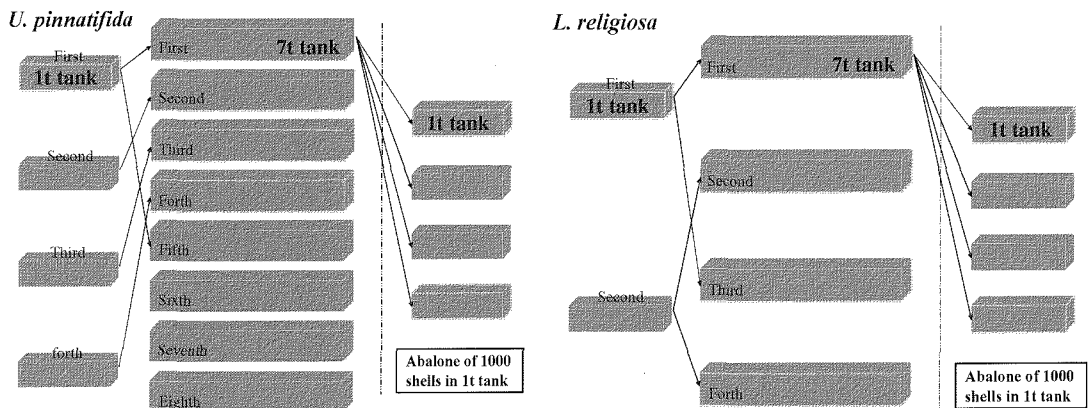 U. pinnatifida
First
1t tank
Second
Third
forth
First
7t tank
Second
Third
Forth
Fifth
Sixth
Seventh
Eighth
1t tank
Abalone of 1000
shells in 1t tank
L. religiosa
First
1t tank
Second
First
7t tank
Second
Third
Forth
1t tank
Abalone of 1000
shells in 1t tank